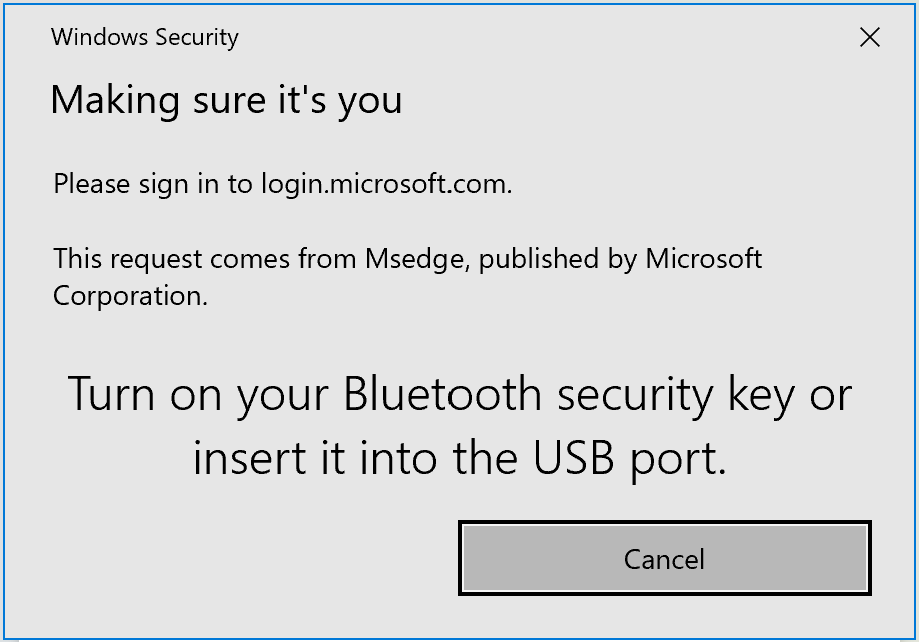 Windows Security
Making sure it's you
Please sign in to login.microsoft.com.
This request comes from Msedge, published by Microsoft
Corporation.
Turn on your Bluetooth security key or
insert it into the USB port.
Cancel